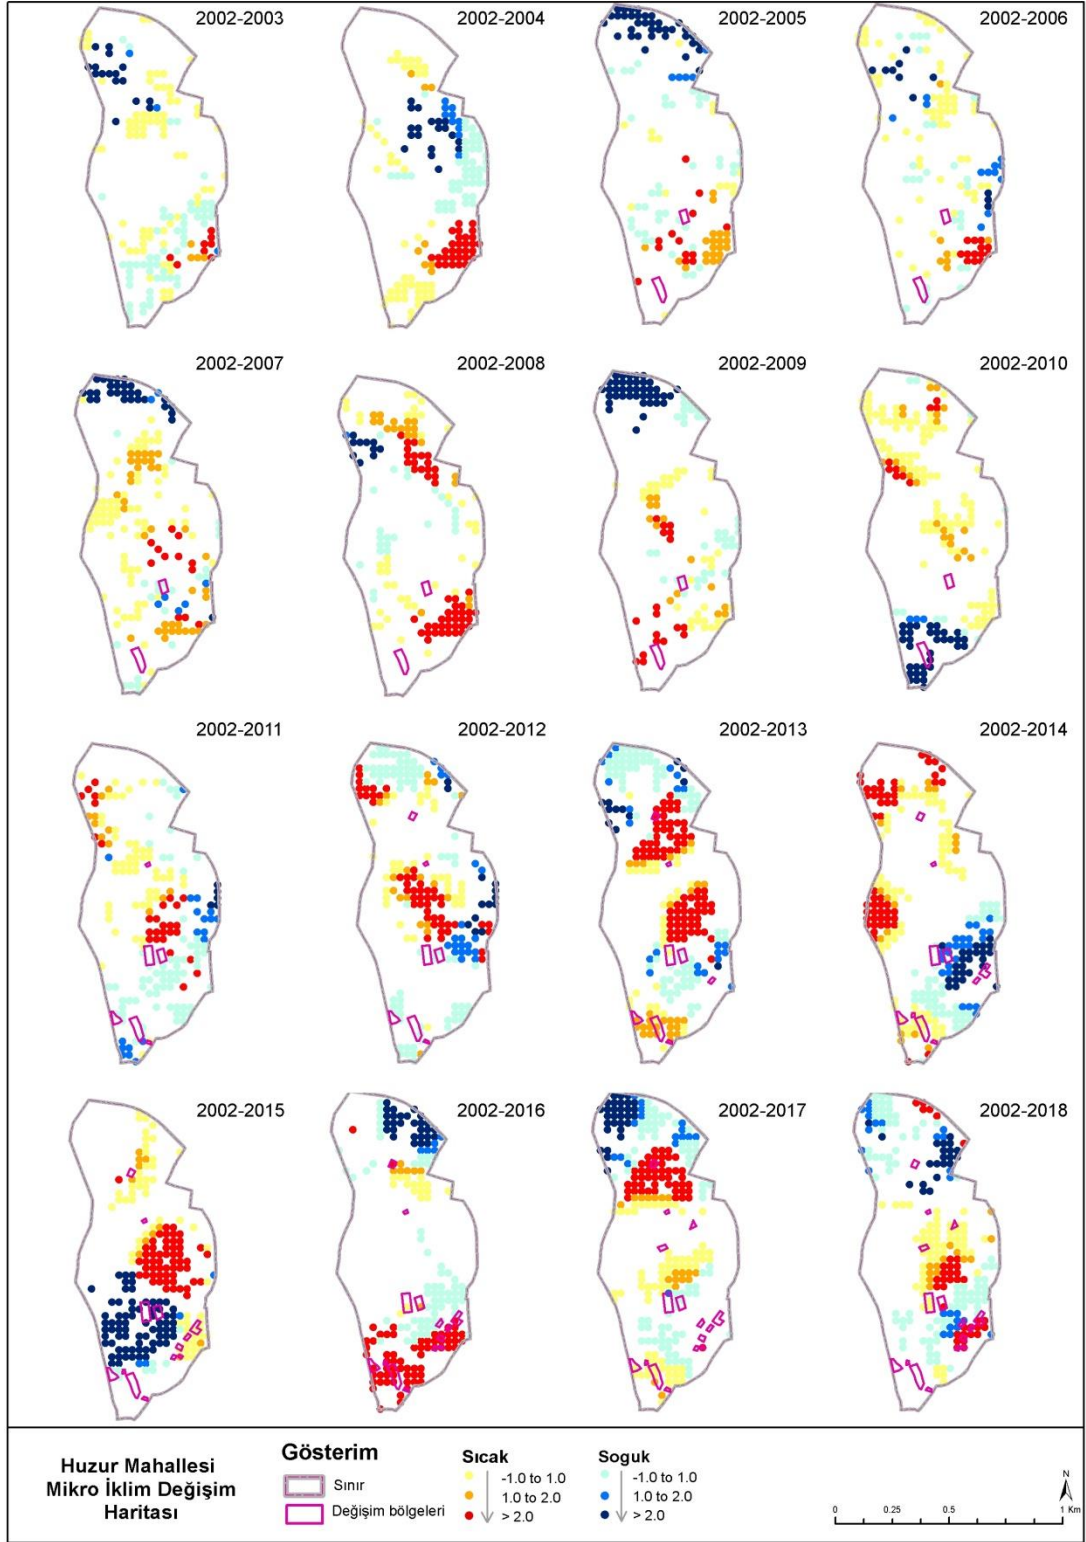 2002-2003
2002-2004
2002-2005
2002-2006
2002-2007
2002-2008
2002-2009
2002-2010
2002-2011
2002-2012
2002-2013
2002-2014
2002-2015
2002-2016
2002-2017
2002-2018
Huzur Mahallesi
Mikro İklim Değişim
Haritası
Gösterim
Sınır
Değişim bölgeleri
Sıcak
-1.0 to 1.0
1.0 to 2.0
> 2.0
Soguk
-1.0 to 1.0
1.0 to 2.0
> 2.0
N
0 0.25 0.5 1 Km